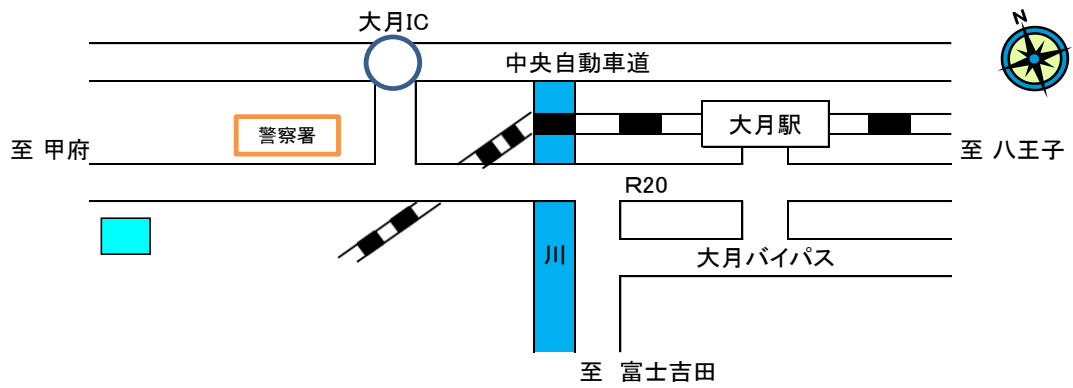 大月IC
N
中央自動車道
警察署
大月駅
至 甲府
至 八王子
R20
川
大月バイパス
至 富士吉田